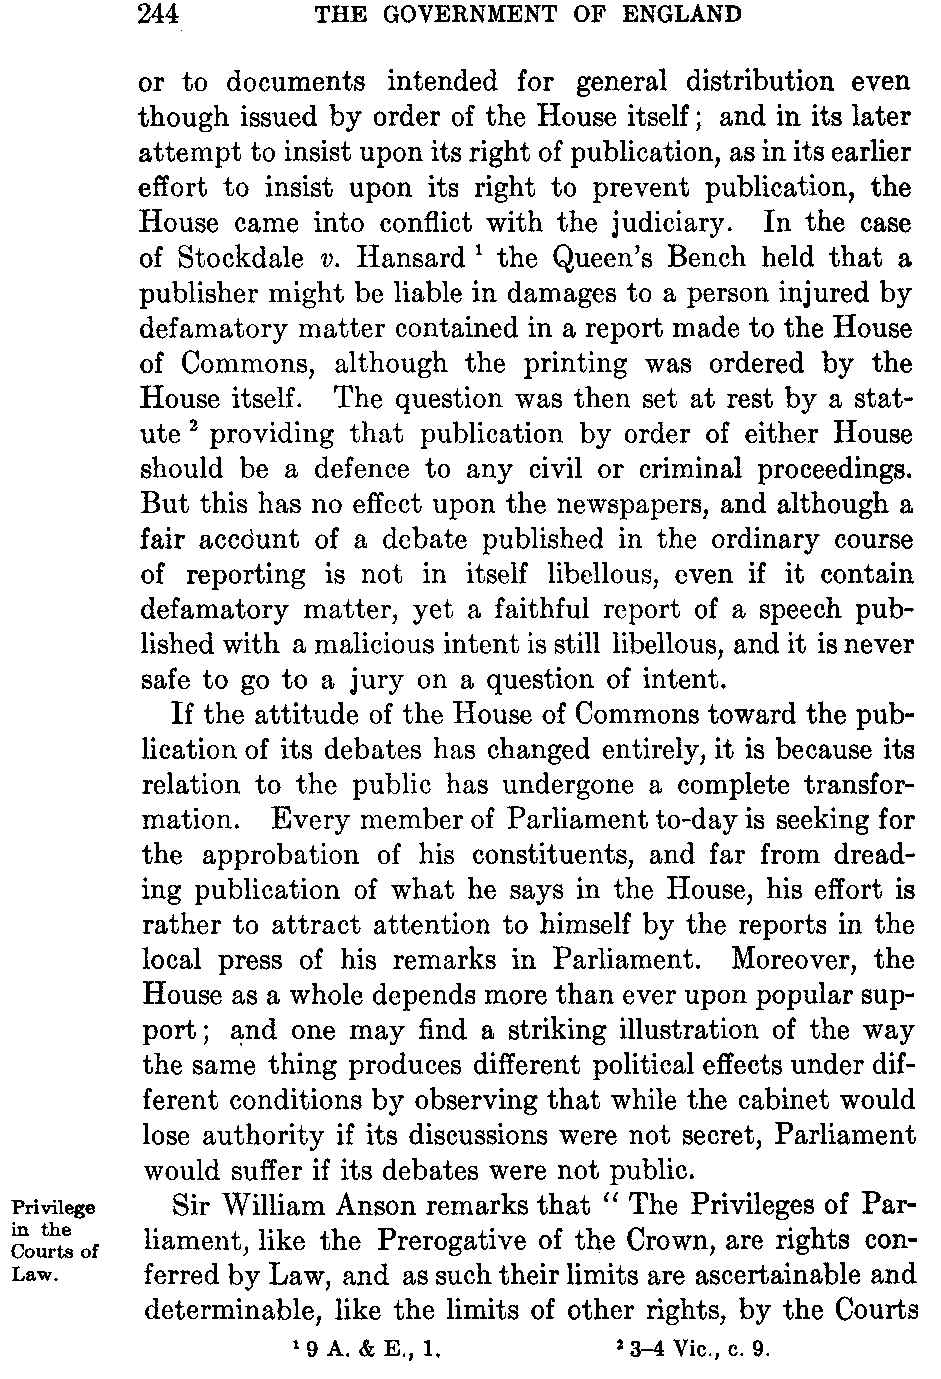 244 THE GOVERNMENT OF ENGLAND
or to documents intended for general distribution even
though issued by order of the House itself; and in its later
attempt to insist upon its right of publication, as in its earlier
effort to insist upon its right to prevent publication, the
House came into conflict with the judiciary. In the case
of Stockdale v. Hansard ¹ the Queen's Bench held that a
publisher might be liable in damages to a person injured by
defamatory matter contained in a report made to the House
of Commons, although the printing was ordered by the
House itself. The question was then set at rest by a stat-
ute ² providing that publication by order of either House
should be a defence to any civil or criminal proceedings.
But this has no effect upon the newspapers, and although a
fair account of a debate published in the ordinary course
of reporting is not in itself libellous, even if it contain
defamatory matter, yet a faithful report of a speech pub-
lished with a malicious intent is still libellous, and it is never
safe to go to a jury on a question of intent.
If the attitude of the House of Commons toward the pub-
lication of its debates has changed entirely, it is because its
relation to the public has undergone a complete transfor-
mation. Every member of Parliament to-day is seeking for
the approbation of his constituents, and far from dread-
ing publication of what he says in the House, his effort is
rather to attract attention to himself by the reports in the
local press of his remarks in Parliament. Moreover, the
House as a whole depends more than ever upon popular sup-
port; and one may find a striking illustration of the way
the same thing produces different political effects under dif-
ferent conditions by observing that while the cabinet would
lose authority if its discussions were not secret, Parliament
would suffer if its debates were not public.
Privilege
in the
Courts of
Law.
Sir William Anson remarks that “ The Privileges of Par-
liament, like the Prerogative of the Crown, are rights con-
ferred by Law, and as such their limits are ascertainable and
determinable, like the limits of other rights, by the Courts
¹ 9 A. & E., 1. ² 3–4 Vic., c. 9.